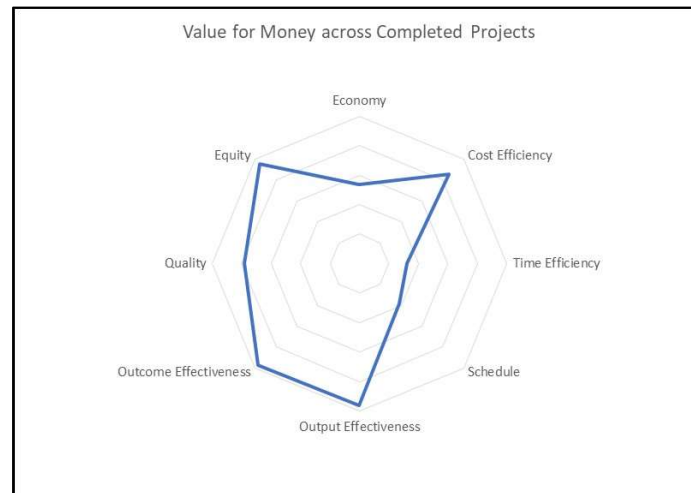 Value for Money across Completed Projects
Economy
Cost Efficiency
Time Efficiency
Schedule
Output Effectiveness
Outcome Effectiveness
Quality
Equity